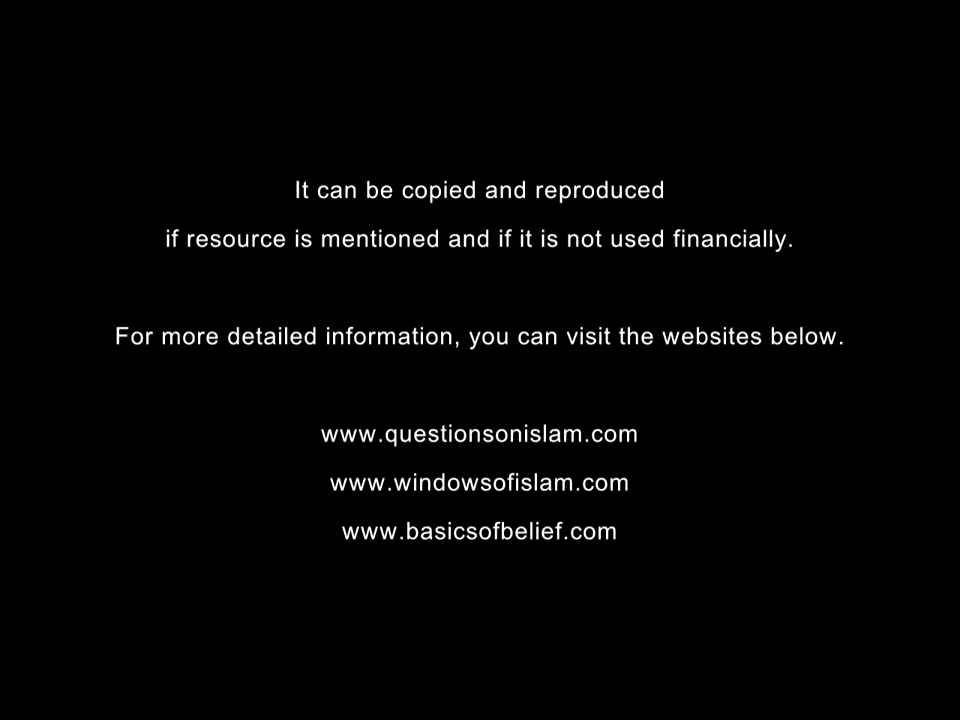 It can be copied and reproduced
if resource is mentioned and if it is not used financially.
For more detailed information, you can visit the websites below.
www.questionsonislam.com
www.windowsofislam.com
www.basicsofbelief.com